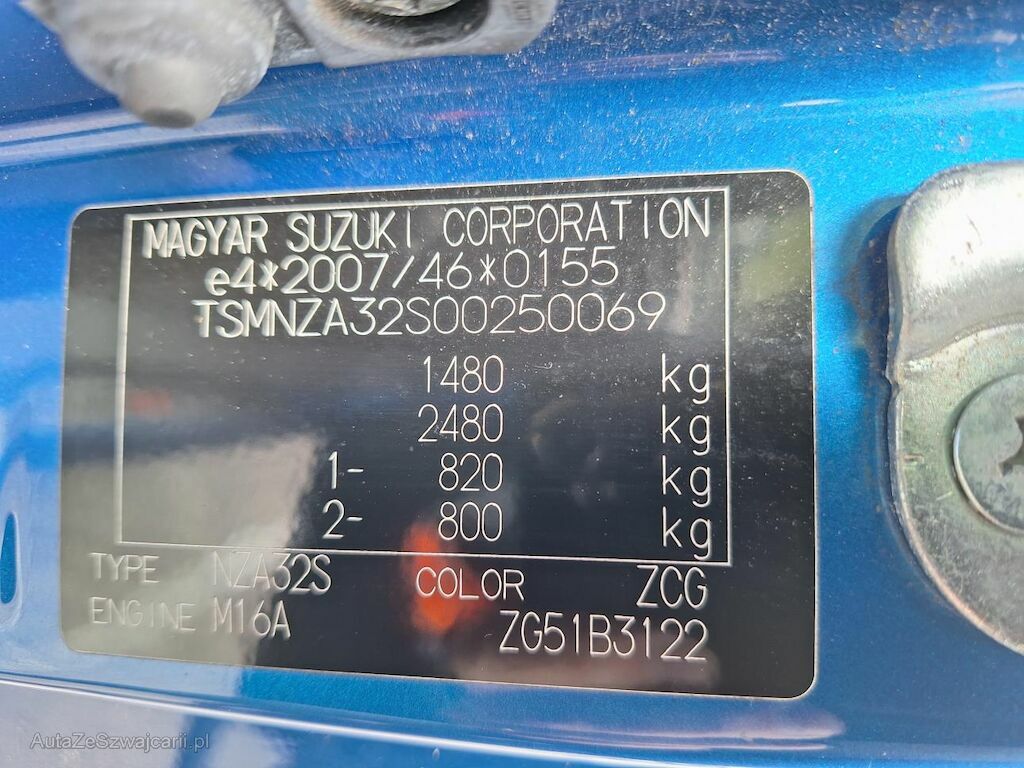 MAGYAR SUZUKI CORPORATION
e4*2007/46*0155
TSMNZA32S00250069
1480 kg
2480 kg
1- 820 kg
2- 800 kg
TYPE NZA32S COLOR ZCG
ENGINE M16A ZG51B3122
AutaZeSzwajcarii.pl